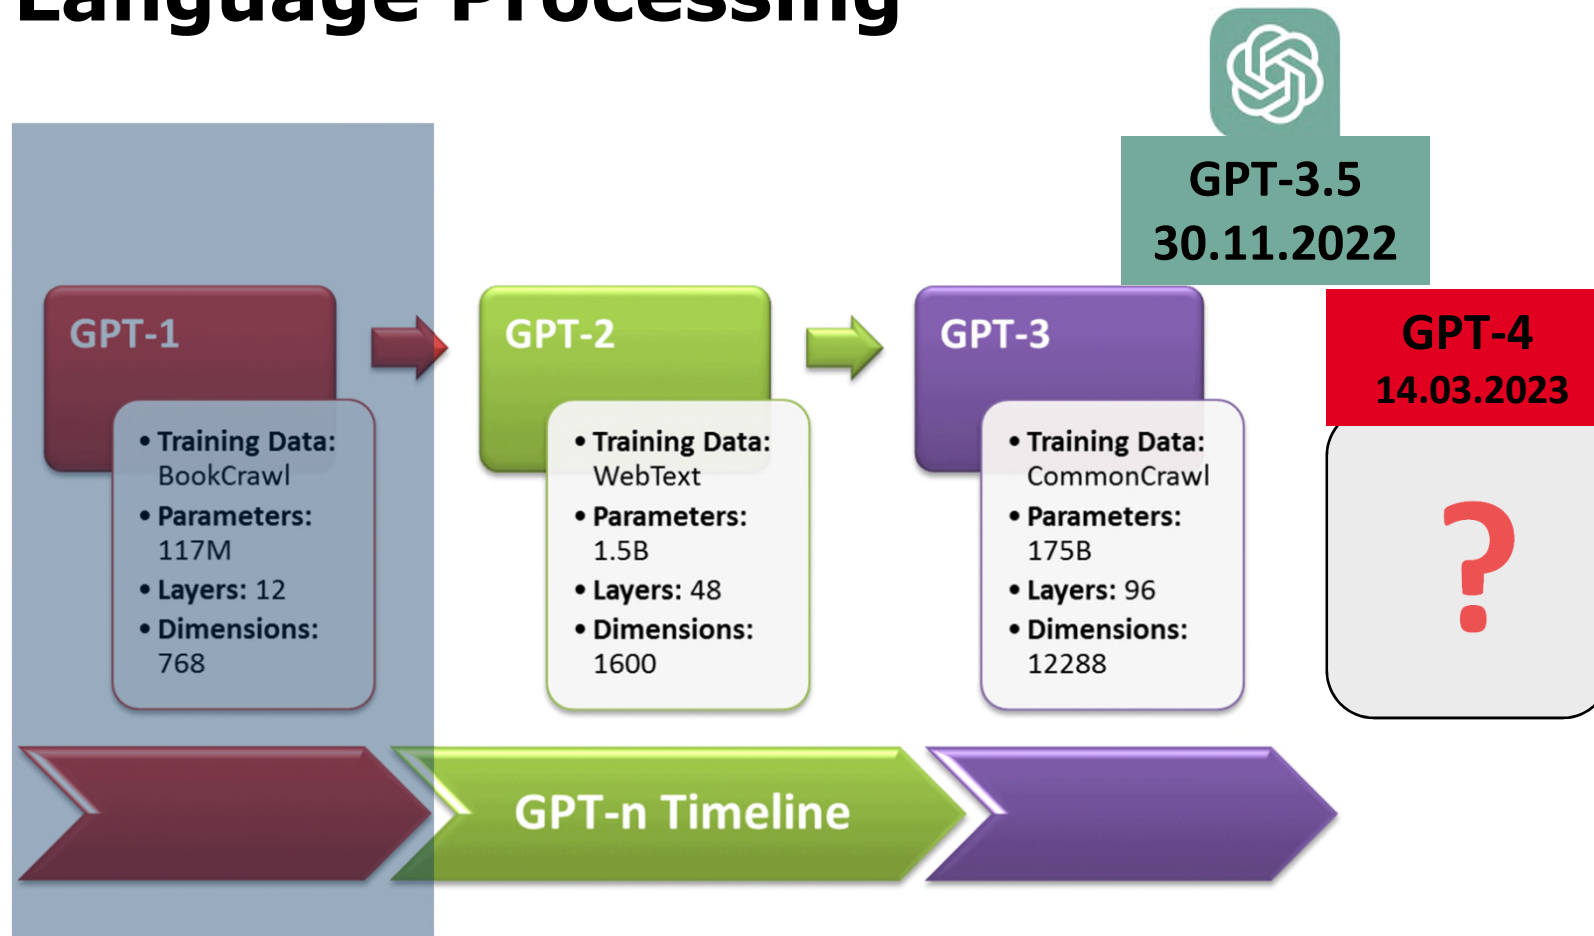 Language Processing
GPT-3.5
30.11.2022
GPT-1
GPT-2
GPT-3
GPT-4
14.03.2023
• Training Data:
BookCrawl
• Parameters:
117M
• Layers: 12
• Dimensions:
768
• Training Data:
WebText
• Parameters:
1.5B
• Layers: 48
• Dimensions:
1600
• Training Data:
CommonCrawl
• Parameters:
175B
• Layers: 96
• Dimensions:
12288
?
GPT-n Timeline